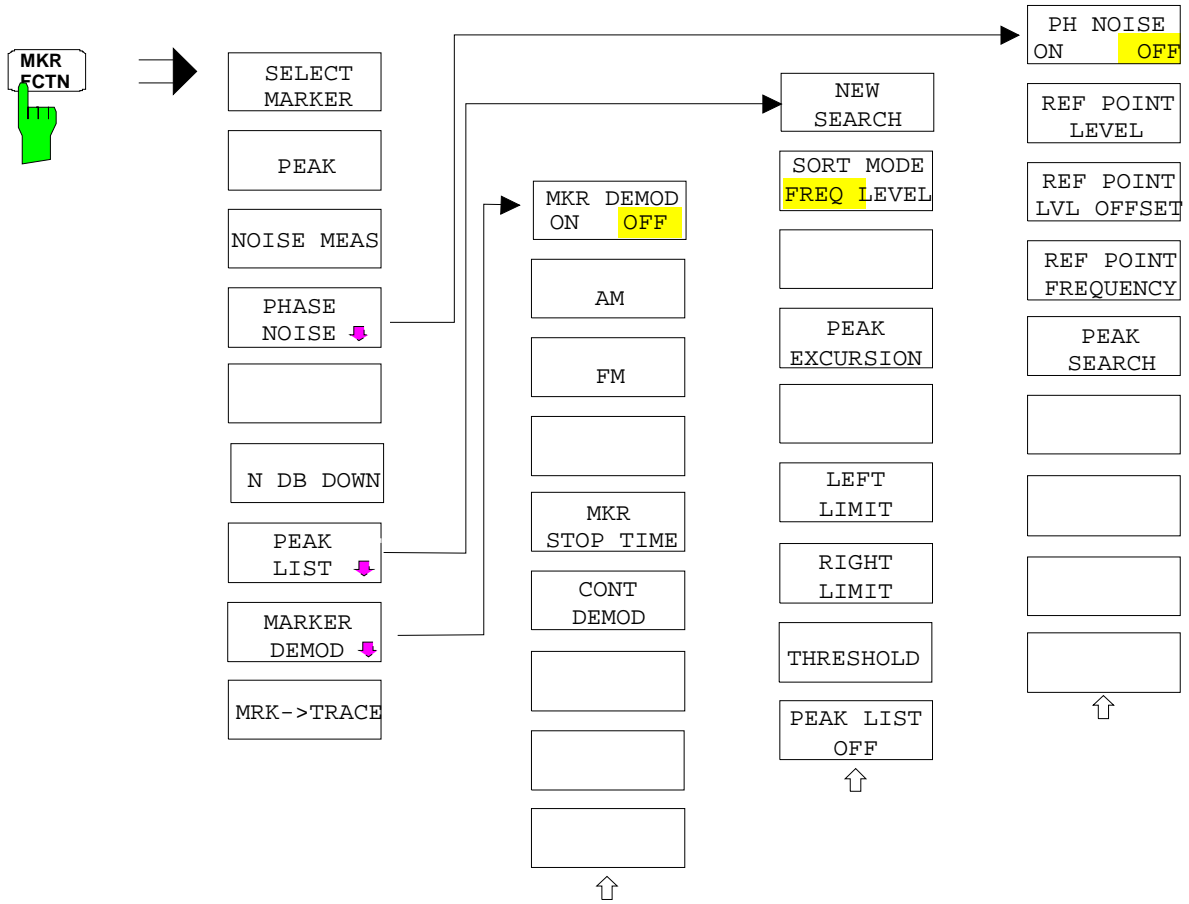 MKR
FCTN
SELECT
MARKER
PEAK
NOISE MEAS
PHASE
NOISE
N DB DOWN
PEAK
LIST
MARKER
DEMOD
MRK->TRACE
MKR DEMOD
ON OFF
AM
FM
MKR
STOP TIME
CONT
DEMOD
NEW
SEARCH
SORT MODE
FREQ LEVEL
PEAK
EXCURSION
LEFT
LIMIT
RIGHT
LIMIT
THRESHOLD
PEAK LIST
OFF
PH NOISE
ON OFF
REF POINT
LEVEL
REF POINT
LVL OFFSET
REF POINT
FREQUENCY
PEAK
SEARCH